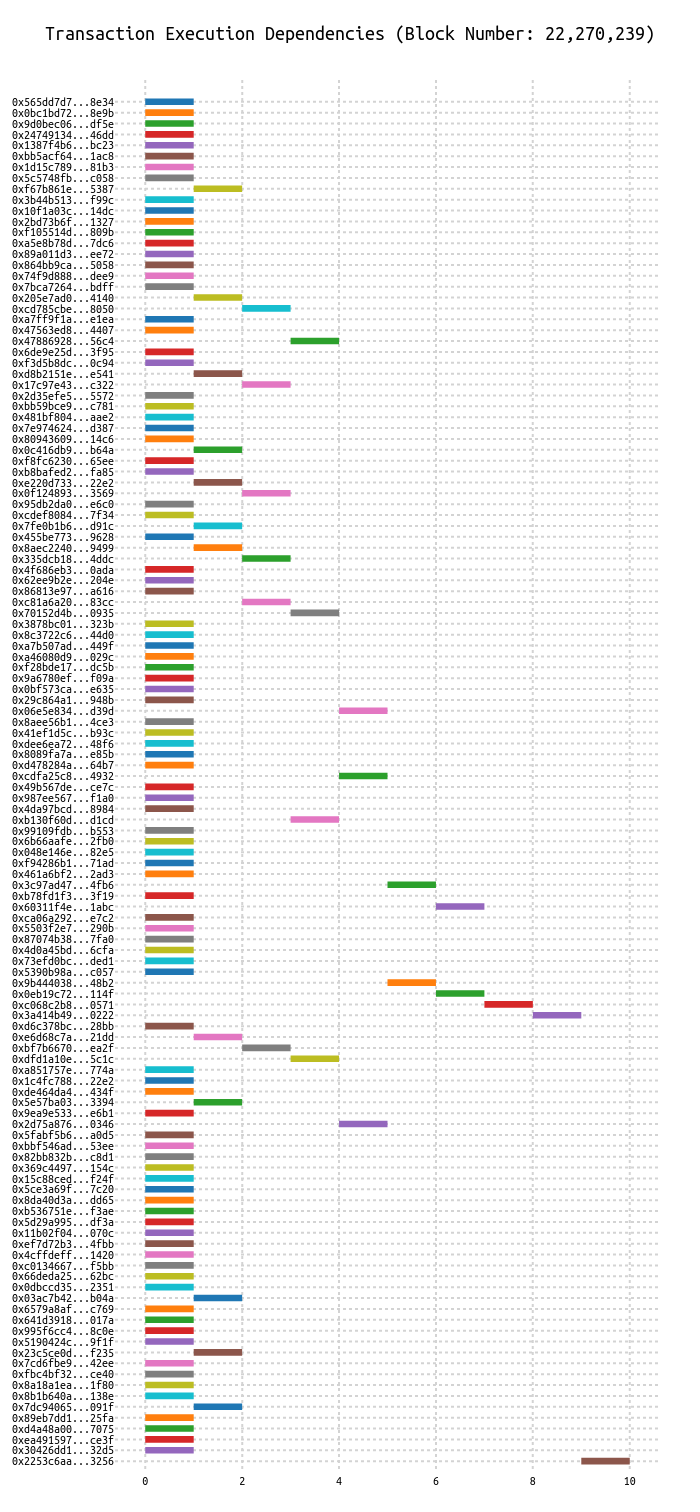 Transaction Execution Dependencies (Block Number: 22,270,239)
0x565dd7d7...8e34
0x0bc1bd72...8e9b
0x9d0bec06...df5e
0x24749134...46dd
0x1387f4b6...bc23
0xbb5acf64...1ac8
0x1d15c789...81b3
0x5c5748fb...c058
0xf67b861e...5387
0x3b44b513...f99c
0x10f1a03c...14dc
0x2bd73b6f...1327
0xf105514d...809b
0xa5e8b78d...7dc6
0x89a011d3...ee72
0x864bb9ca...5058
0x74f9d888...dee9
0x7bca7264...bdff
0x205e7ad0...4140
0xcd785cbe...8050
0xa7ff9f1a...e1ea
0x47563ed8...4407
0x47886928...56c4
0x6de9e25d...3f95
0xf3d5b8dc...0c94
0xd8b2151e...e541
0x17c97e43...c322
0x2d35efe5...5572
0xbb59bce9...c781
0x481bf804...aae2
0x7e974624...d387
0x80943609...14c6
0x0c416db9...b64a
0xf8fc6230...65ee
0xb8bafed2...fa85
0xe220d733...22e2
0x0f124893...3569
0x95db2da0...e6c0
0xcdef8084...7f34
0x7fe0b1b6...d91c
0x455be773...9628
0x8aec2240...9499
0x335dcb18...4ddc
0x4f686eb3...0ada
0x62ee9b2e...204e
0x86813e97...a616
0xc81a6a20...83cc
0x70152d4b...0935
0x3878bc01...323b
0x8c3722c6...44d0
0xa7b507ad...449f
0xa46080d9...029c
0xf28bde17...dc5b
0x9a6780ef...f09a
0x0bf573ca...e635
0x29c864a1...948b
0x06e5e834...d39d
0x8aee56b1...4ce3
0x41ef1d5c...b93c
0xdee6ea72...48f6
0x8089fa7a...e85b
0xd478284a...64b7
0xcdfa25c8...4932
0x49b567de...ce7c
0x987ee567...f1a0
0x4da97bcd...8984
0xb130f60d...d1cd
0x99109fdb...b553
0x6b66aafe...2fb0
0x048e146e...82e5
0xf94286b1...71ad
0x461a6bf2...2ad3
0x3c97ad47...4fb6
0xb78fd1f3...3f19
0x60311f4e...1abc
0xca06a292...e7c2
0x5503f2e7...290b
0x87074b38...7fa0
0x4d0a45bd...6cfa
0x73efd0bc...ded1
0x5390b98a...c057
0x9b444038...48b2
0x0eb19c72...114f
0xc068c2b8...0571
0x3a414b49...0222
0xd6c378bc...28bb
0xe6d68c7a...21dd
0xbf7b6670...ea2f
0xdfd1a10e...5c1c
0xa851757e...774a
0x1c4fc788...22e2
0xde464da4...434f
0x5e57ba03...3394
0x9ea9e533...e6b1
0x2d75a876...0346
0x5fabf5b6...a0d5
0xbbf546ad...53ee
0x82bb832b...c8d1
0x369c4497...154c
0x15c88ced...f24f
0x5ce3a69f...7c20
0x8da40d3a...dd65
0xb536751e...f3ae
0x5d29a995...df3a
0x11b02f04...070c
0xef7d72b3...4fbb
0x4cffdeff...1420
0xc0134667...f5bb
0x66deda25...62bc
0x0dbccd35...2351
0x03ac7b42...b04a
0x6579a8af...c769
0x641d3918...017a
0x995f6cc4...8c0e
0x5190424c...9f1f
0x23c5ce0d...f235
0x7cd6fbe9...42ee
0xfbc4bf32...ce40
0x8a18a1ea...1f80
0x8b1b640a...138e
0x7dc94065...091f
0x89eb7dd1...25fa
0xd4a48a00...7075
0xea491597...ce3f
0x30426dd1...32d5
0x2253c6aa...3256
0 2 4 6 8 10